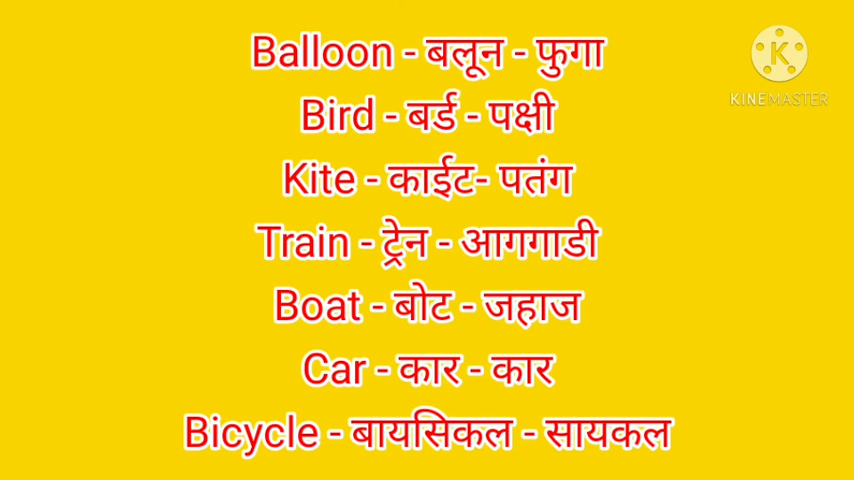 Balloon - बलून - फुगा
Bird - बर्ड - पक्षी
Kite - काईट- पतंग
Train - ट्रेन - आगगाडी
Boat - बोट - जहाज
Car - कार - कार
Bicycle - बायसिकल - सायकल
K
KINEMASTER